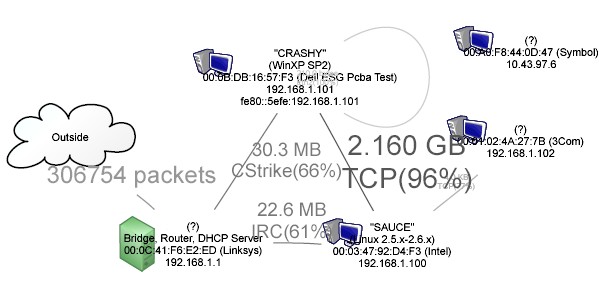 "CRASHY"
(WinXP SP2)
00:0B:DB:16:57:F3 (Dell ESG Pcba Test)
192.168.1.101
fe80::5efe:192.168.1.101
(?)
00:A0:F8:44:0D:47 (Symbol)
10.43.97.6
(?)
00:01:02:4A:27:7B (3Com)
192.168.1.102
Outside
306754 packets
30.3 MB
CStrike(66%)
2.160 GB
TCP(96%)
22.6 MB
IRC(61%)
(?)
Bridge, Router, DHCP Server
00:0C:41:F6:E2:ED (Linksys)
192.168.1.1
"SAUCE"
(Linux 2.5.x-2.6.x)
00:03:47:92:D4:F3 (Intel)
192.168.1.100